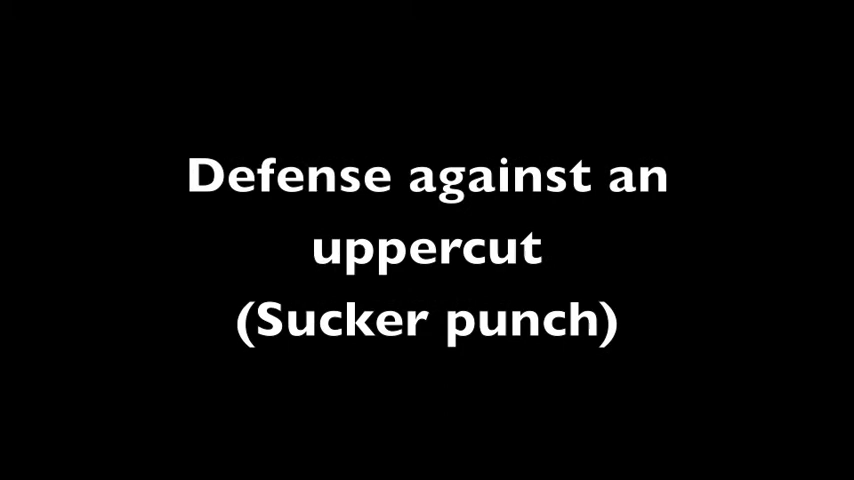 Defense against an
uppercut
(Sucker punch)